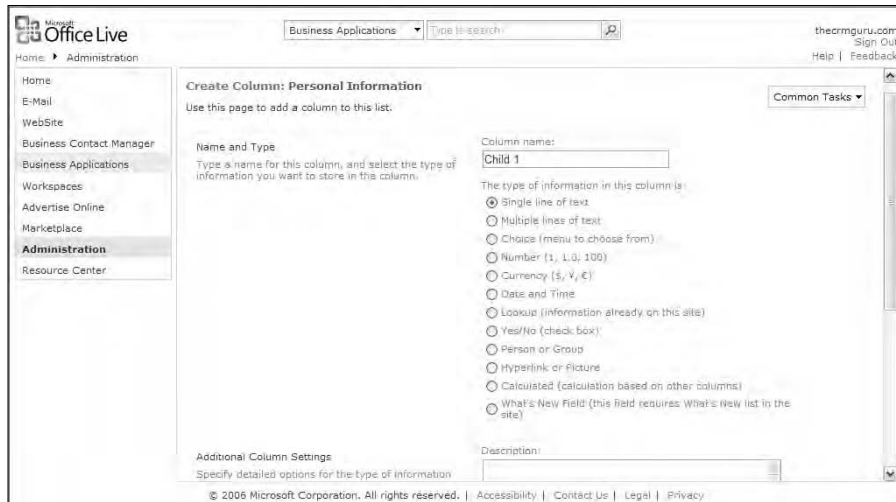 Microsoft
Office Live
Business Applications
Type to search
thecrmguru.com
Sign Out
Help | Feedback
Home ▸ Administration
Home
E-Mail
WebSite
Business Contact Manager
Business Applications
Workspaces
Advertise Online
Marketplace
Administration
Resource Center
Create Column: Personal Information
Use this page to add a column to this list.
Common Tasks
Name and Type
Type a name for this column, and select the type of
information you want to store in the column.
Column name:
Child 1
The type of information in this column is:
Single line of text
Multiple lines of text
Choice (menu to choose from)
Number (1, 1.0, 100)
Currency ($, ¥, €)
Date and Time
Lookup (information already on this site)
Yes/No (check box)
Person or Group
Hyperlink or Picture
Calculated (calculation based on other columns)
What's New Field (this field requires What's New list in the
site)
Additional Column Settings
Specify detailed options for the type of information
Description:
© 2006 Microsoft Corporation. All rights reserved. | Accessibility | Contact Us | Legal | Privacy